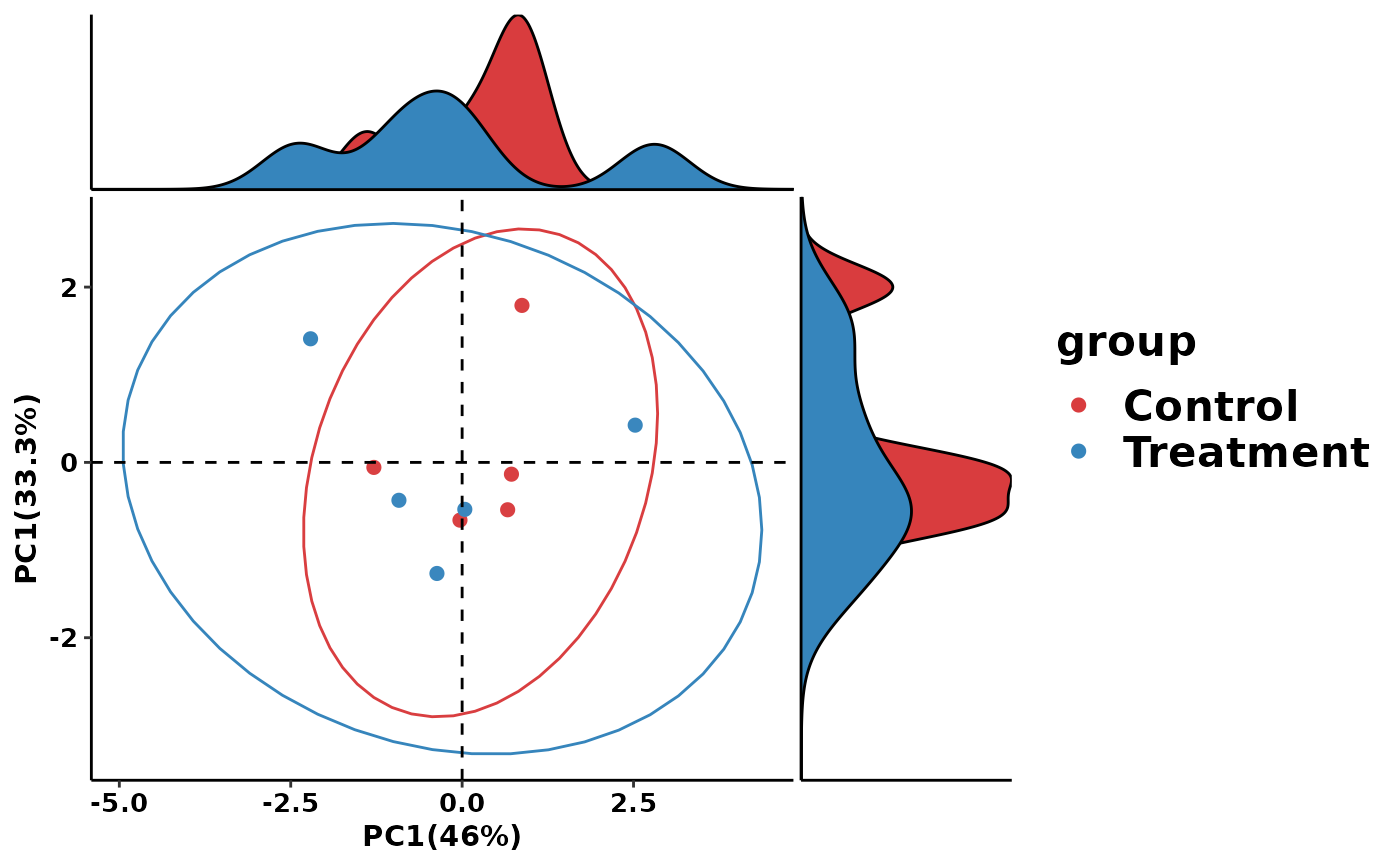 2
0
-2
PC1(33.3%)
-5.0
-2.5
0.0
2.5
PC1(46%)
group
Control
Treatment